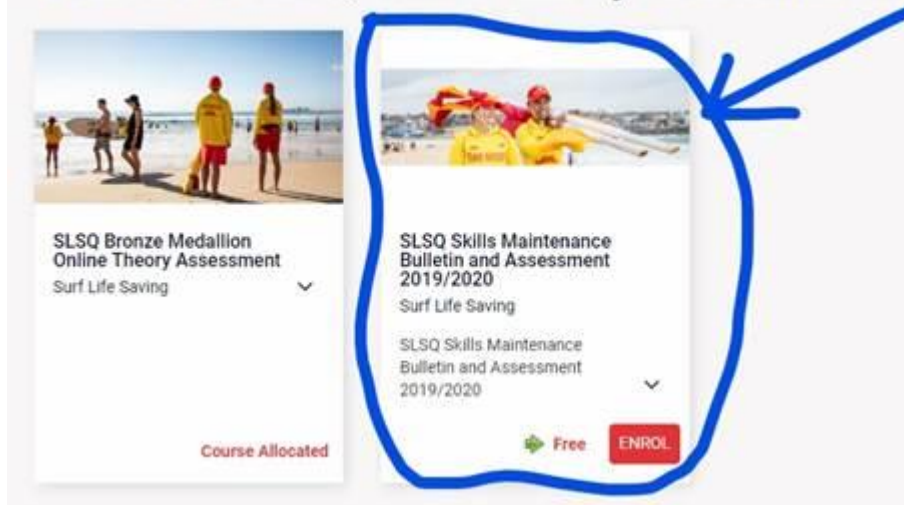 SLSQ Bronze Medallion
Online Theory Assessment
Surf Life Saving
Course Allocated
SLSQ Skills Maintenance
Bulletin and Assessment
2019/2020
Surf Life Saving
SLSQ Skills Maintenance
Bulletin and Assessment
2019/2020
Free ENROL